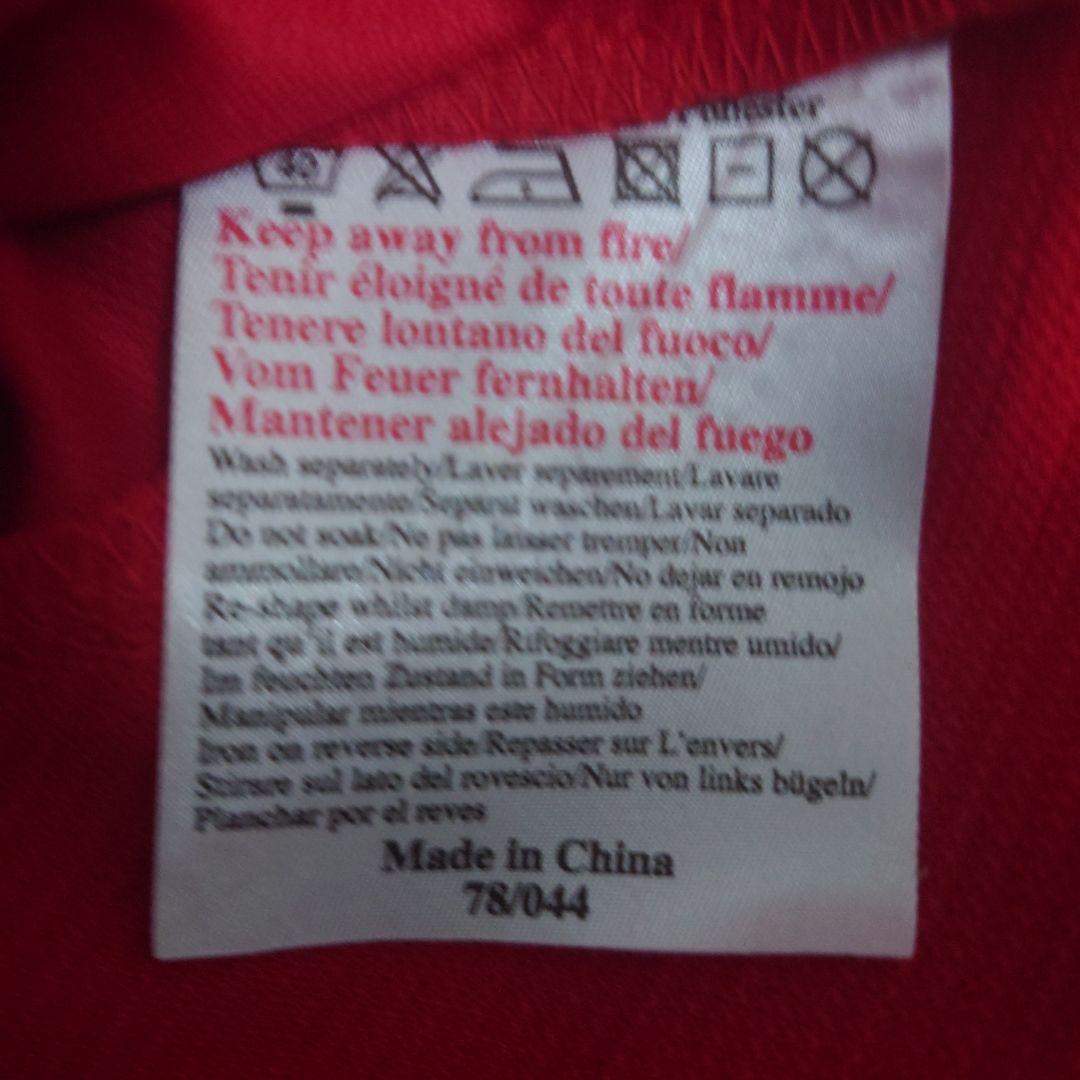 Poliester
40
Keep away from fire/
Tenir éloigné de toute flamme/
Tenere lontano del fuoco/
Vom Feuer fernhalten/
Mantener alejado del fuego
Wash separately/Laver separement/Lavare
separatamente/Separat waschen/Lavar separado
Do not soak/Ne pas laisser tremper/Non
ammollare/Nicht einweichen/No dejar en remojo
Re-shape whilst damp/Remettre en forme
tant qu'il est humide/Rifoggiare mentre umido/
Im feuchten Zustand in Form ziehen/
Manipular mientras este humido
Iron on reverse side/Repasser sur L'envers/
Stirare sul lato del rovescio/Nur von links bügeln/
Planchar por el reves
Made in China
78/044